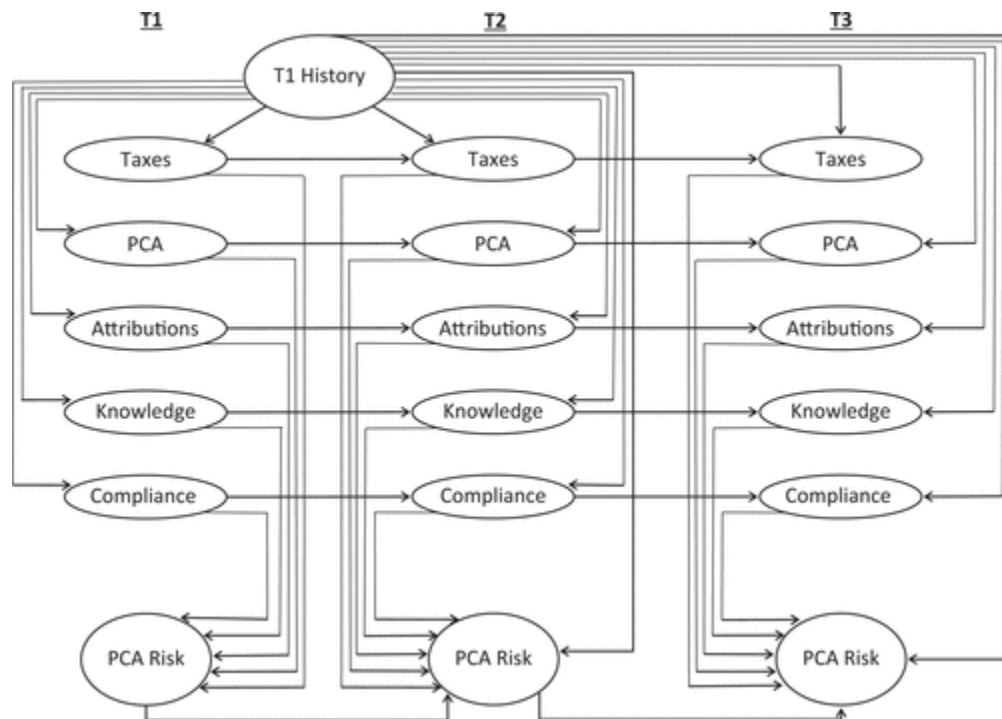 T1 T2 T3
T1 History
Taxes Taxes Taxes
PCA PCA PCA
Attributions Attributions Attributions
Knowledge Knowledge Knowledge
Compliance Compliance Compliance
PCA Risk PCA Risk PCA Risk